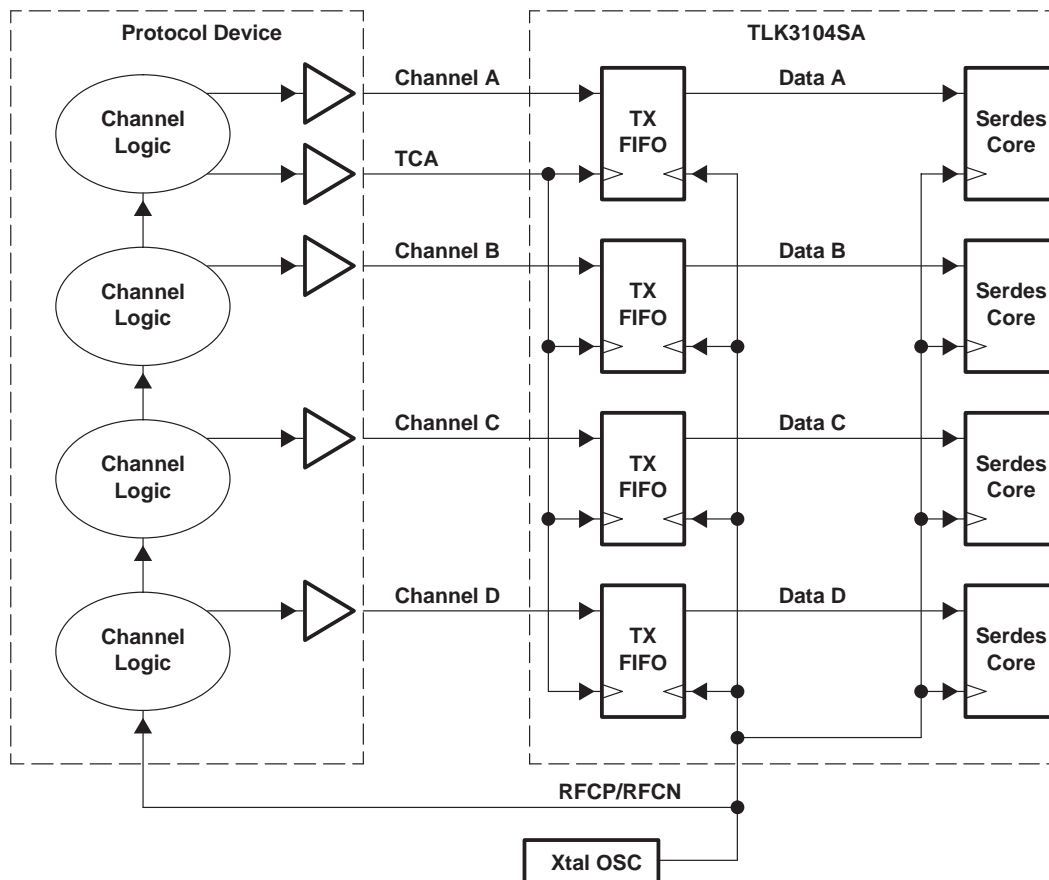 Protocol Device
TLK3104SA
Channel A
Data A
Channel
Logic
TX
FIFO
Serdes
Core
TCA
Channel B
Data B
Channel
Logic
TX
FIFO
Serdes
Core
Channel C
Data C
Channel
Logic
TX
FIFO
Serdes
Core
Channel D
Data D
Channel
Logic
TX
FIFO
Serdes
Core
RFCP/RFCN
Xtal OSC